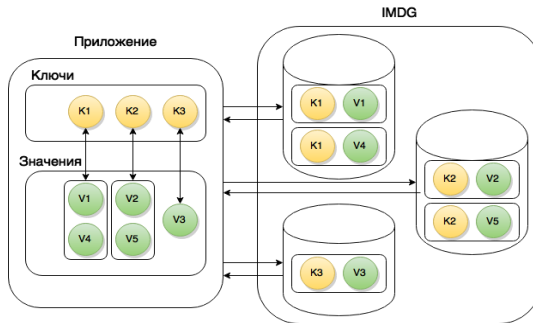 IMDG
Приложение
Ключи
K1 K2 K3
Значения
V1 V2
V3
V4 V5
K1 V1
K1 V4
K2 V2
K2 V5
K3 V3